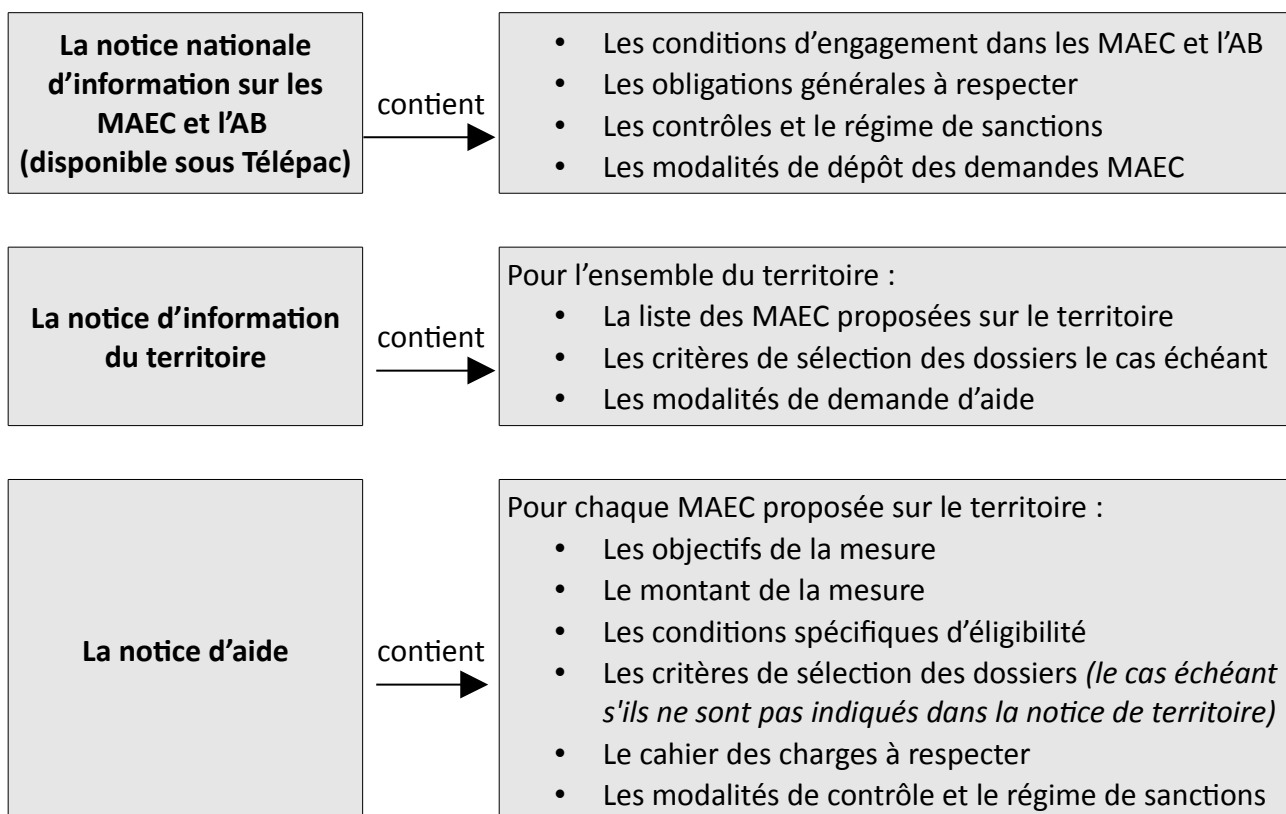 La notice nationale
d'information sur les
MAEC et l'AB
(disponible sous Télépac)
contient
• Les conditions d'engagement dans les MAEC et l'AB
• Les obligations générales à respecter
• Les contrôles et le régime de sanctions
• Les modalités de dépôt des demandes MAEC
La notice d'information
du territoire
contient
Pour l'ensemble du territoire :
• La liste des MAEC proposées sur le territoire
• Les critères de sélection des dossiers le cas échéant
• Les modalités de demande d'aide
La notice d'aide
contient
Pour chaque MAEC proposée sur le territoire :
• Les objectifs de la mesure
• Le montant de la mesure
• Les conditions spécifiques d'éligibilité
• Les critères de sélection des dossiers (le cas échéant
s'ils ne sont pas indiqués dans la notice de territoire)
• Le cahier des charges à respecter
• Les modalités de contrôle et le régime de sanctions